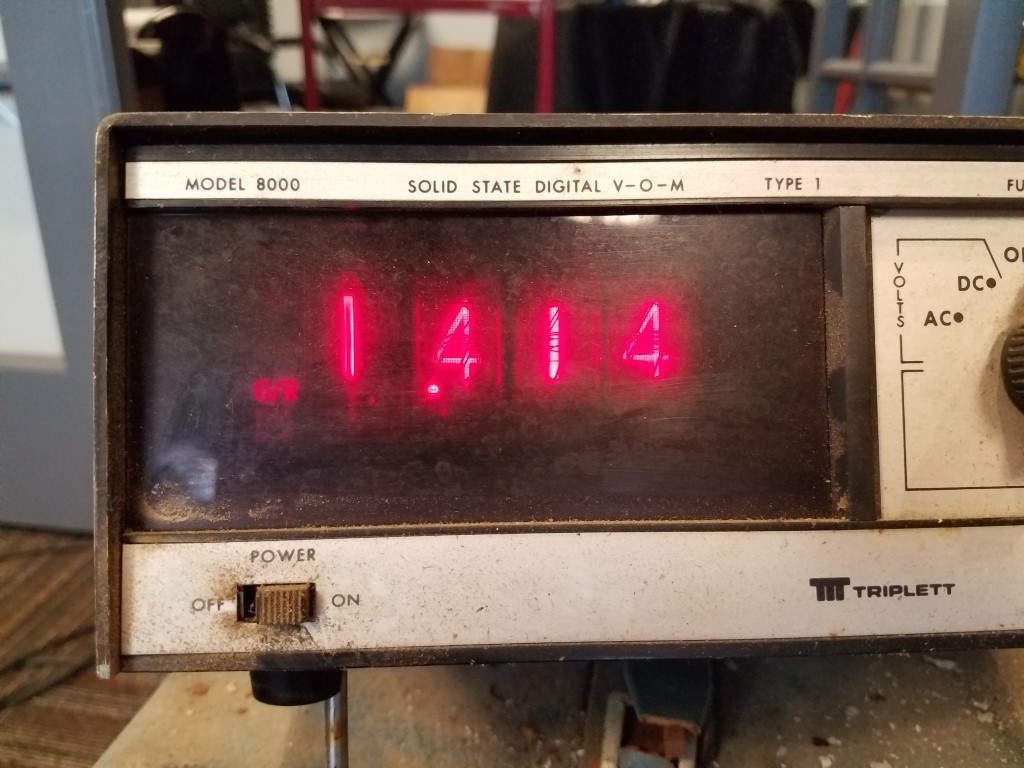 MODEL 8000 SOLID STATE DIGITAL V-O-M TYPE 1
VOLTS
DC
AC
1.414
POWER
OFF ON
TRIPLETT